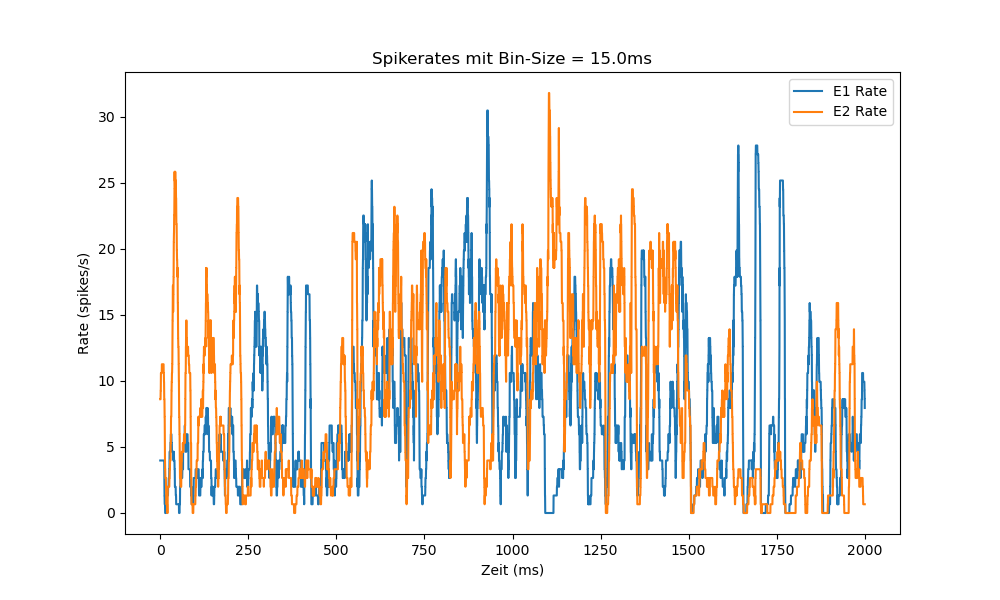 Spikerates mit Bin-Size = 15.0ms
E1 Rate
E2 Rate
Rate (spikes/s)
30
25
20
15
10
5
0
0 250 500 750 1000 1250 1500 1750 2000
Zeit (ms)